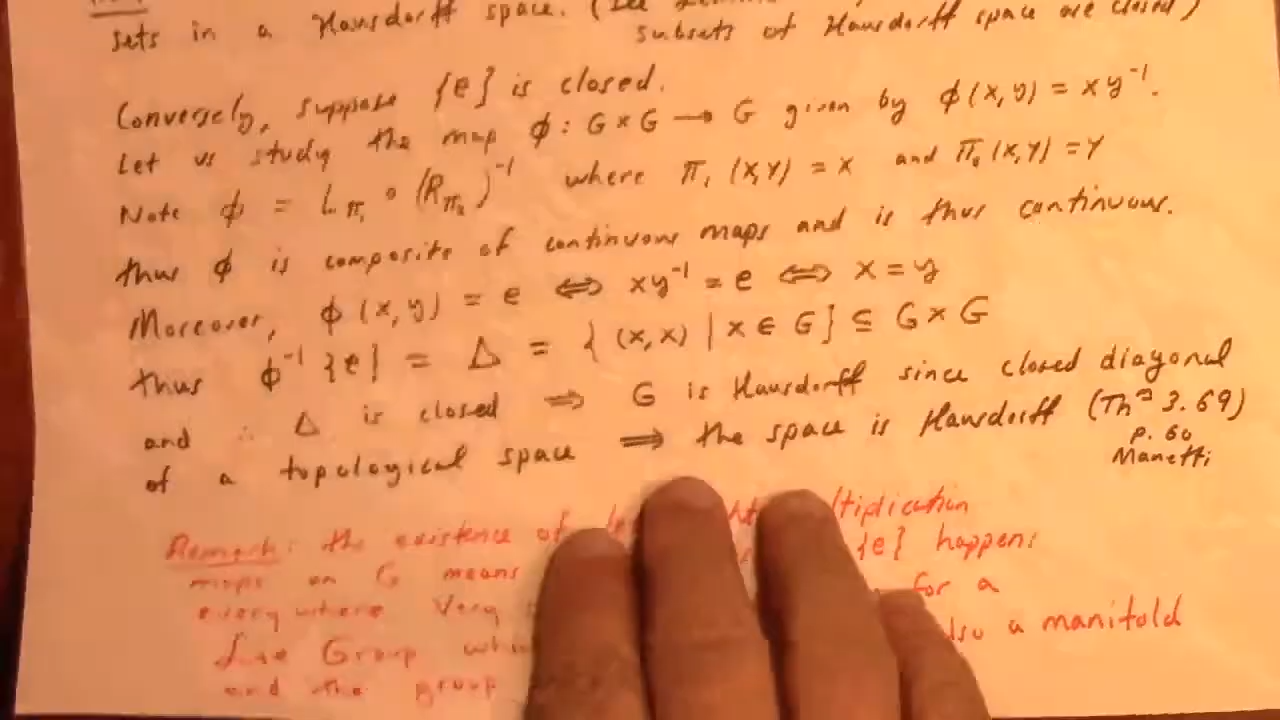 sets in a Hausdorff space. (See
subsets of Hausdorff space are closed)
Conversely, suppose {e} is closed.
Let us study the map ϕ : G × G → G given by ϕ(x,y) = xy⁻¹.
Note ϕ = L_π₁ ∘ (R_π₂)⁻¹ where π₁(x,y) = x and π₂(x,y) = y
thus ϕ is composite of continuous maps and is thus continuous.
Moreover, ϕ(x,y) = e ⟺ xy⁻¹ = e ⟺ x = y
thus ϕ⁻¹{e} = Δ = {(x,x) | x ∈ G} ⊆ G × G
and ∴ Δ is closed ⇒ G is Hausdorff since closed diagonal
of a topological space ⟹ the space is Hausdorff (Thm 3.69)
p. 60
Manetti
Remark: the existence of
maps on G means {e} happens
everywhere very for a
Lie Group also a manifold
and the group